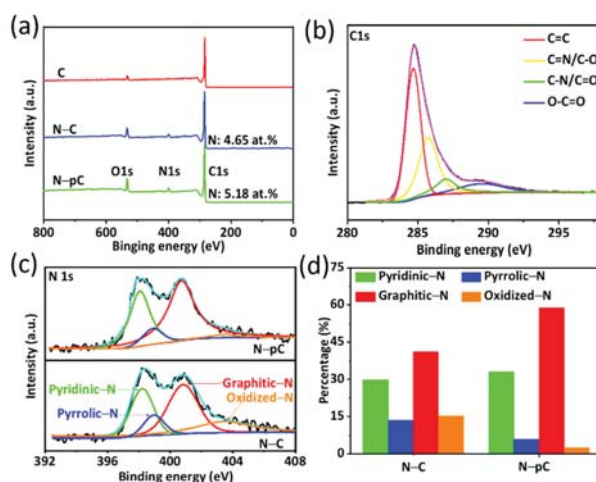 (a)
Intensity (a.u.)
C
N–C
N: 4.65 at.%
N–pC
O1s
N1s
C1s
N: 5.18 at.%
800
600
400
200
0
Binging energy (eV)
(b)
Intensity (a.u.)
C1s
C=C
C=N/C-O
C-N/C=O
O-C=O
280
285
290
295
Binding energy (eV)
(c)
Intensity (a.u.)
N 1s
N–pC
Pyridinic–N
Graphitic–N
Pyrrolic–N
Oxidized–N
N–C
392
396
400
404
408
Binding energy (eV)
(d)
Percentage (%)
75
60
45
30
15
0
Pyridinic–N
Pyrrolic–N
Graphitic–N
Oxidized–N
N–C
N–pC